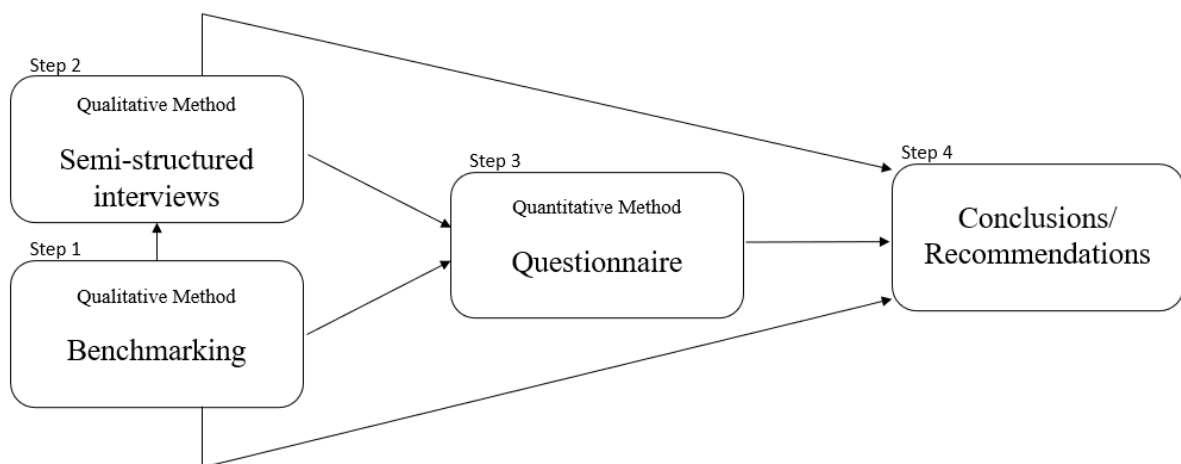 Step 2
Qualitative Method
Semi-structured
interviews
Step 1
Qualitative Method
Benchmarking
Step 3
Quantitative Method
Questionnaire
Step 4
Conclusions/
Recommendations